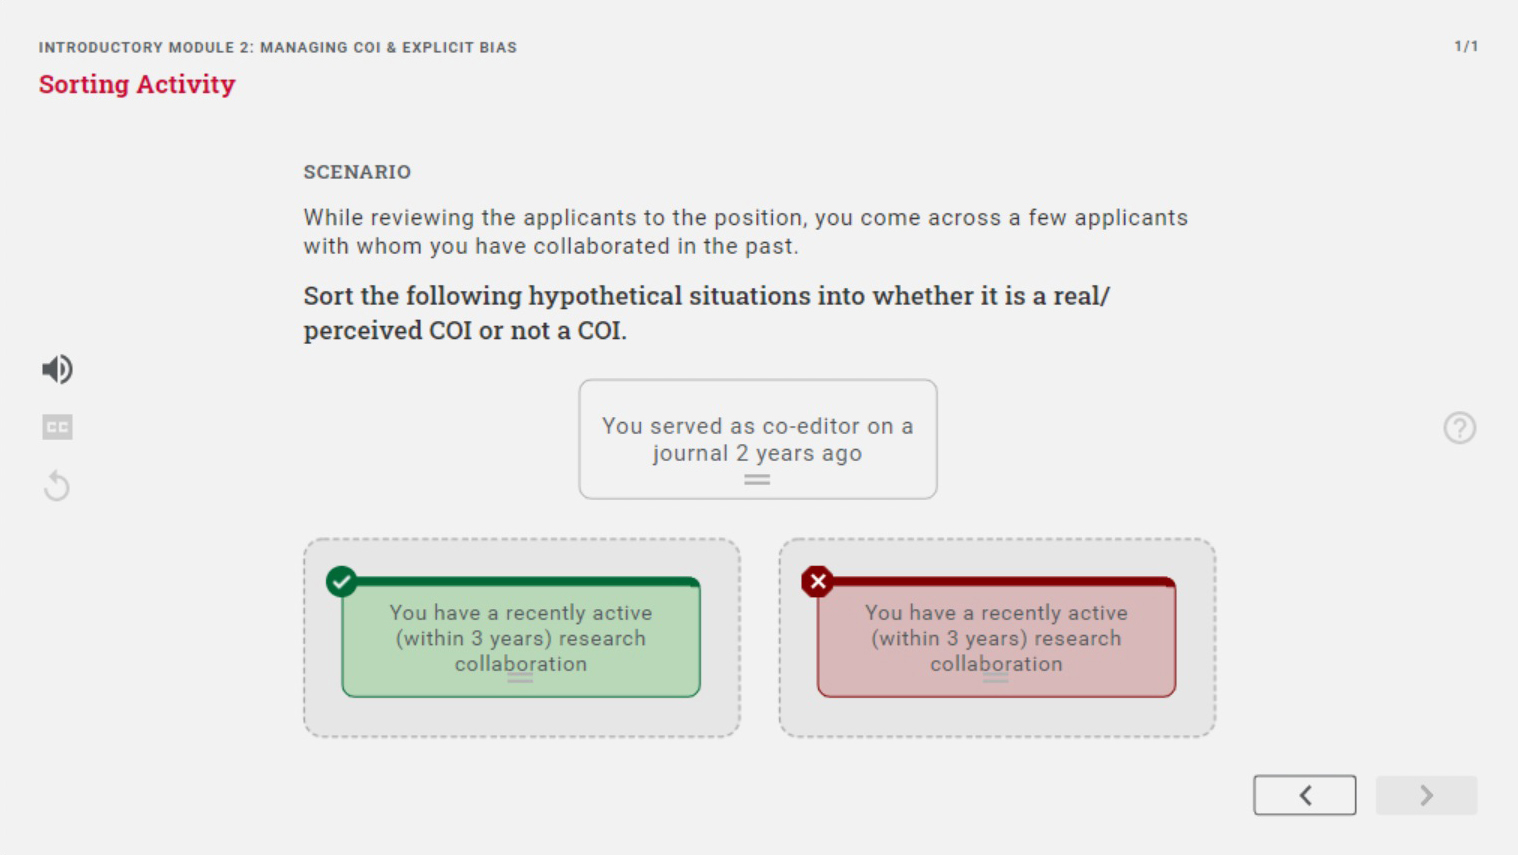 INTRODUCTORY MODULE 2: MANAGING COI & EXPLICIT BIAS
1/1
Sorting Activity
SCENARIO
While reviewing the applicants to the position, you come across a few applicants
with whom you have collaborated in the past.
Sort the following hypothetical situations into whether it is a real/
perceived COI or not a COI.
You served as co-editor on a
journal 2 years ago
CC
?
You have a recently active
(within 3 years) research
collaboration
You have a recently active
(within 3 years) research
collaboration